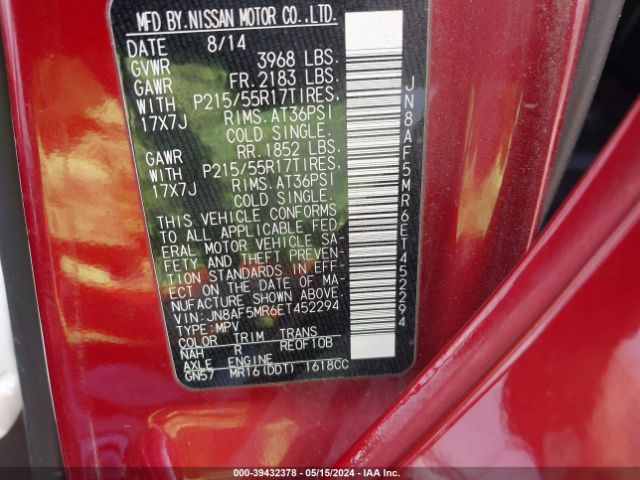 MFD BY.NISSAN MOTOR CO.,LTD.
DATE 8/14
GVWR 3968 LBS.
GAWR FR.2183 LBS.
WITH P215/55R17TIRES,
17X7J RIMS.AT36PSI
COLD SINGLE.
GAWR RR.1852 LBS.
WITH P215/55R17TIRES,
17X7J RIMS.AT36PSI
COLD SINGLE.
THIS VEHICLE CONFORMS
TO ALL APPLICABLE FED
ERAL MOTOR VEHICLE SA-
FETY AND THEFT PREVEN-
TION STANDARDS IN EFF-
ECT ON THE DATE OF MA
NUFACTURE SHOWN ABOVE
VIN:JN8AF5MR6ET452294
TYPE:MPV
COLOR TRIM TRANS
NAH K RE0F10B
AXLE ENGINE
GN57 MR16(DDT) 1618CC
JN8AF5MR6ET452294
000-39432378 - 05/15/2024 - IAA Inc.